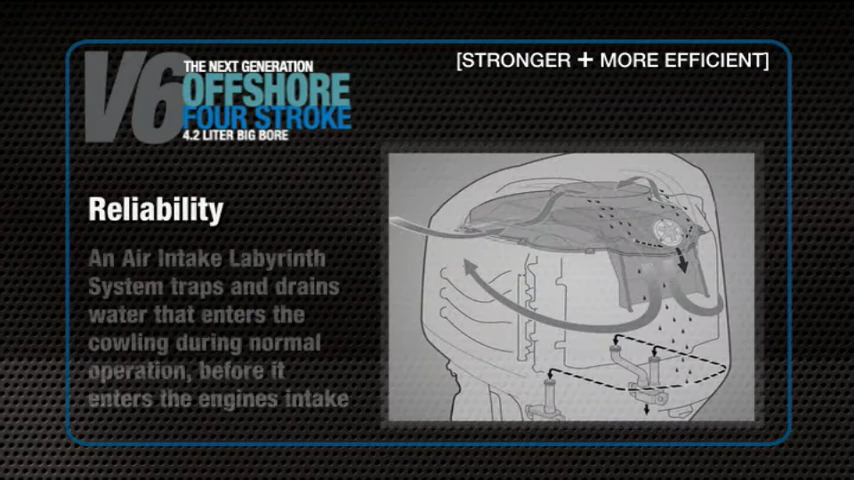 V6
THE NEXT GENERATION
OFFSHORE
FOUR STROKE
4.2 LITER BIG BORE
[STRONGER + MORE EFFICIENT]
Reliability
An Air Intake Labyrinth
System traps and drains
water that enters the
cowling during normal
operation, before it
enters the engines intake